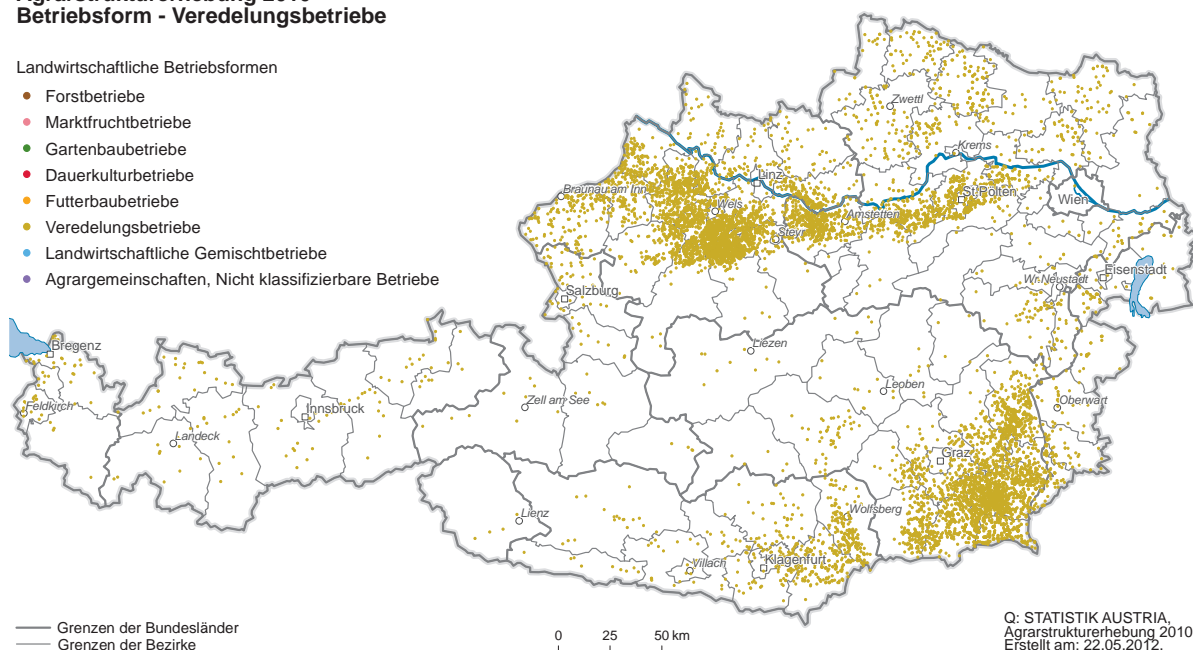 Agrarstrukturerhebung 2010
Betriebsform - Veredelungsbetriebe
Landwirtschaftliche Betriebsformen
Forstbetriebe
Marktfruchtbetriebe
Gartenbaubetriebe
Dauerkulturbetriebe
Futterbaubetriebe
Veredelungsbetriebe
Landwirtschaftliche Gemischtbetriebe
Agrargemeinschaften, Nicht klassifizierbare Betriebe
Zwettl
Krems
Linz
Braunau am Inn
Wels
St.Pölten
Wien
Amstetten
Steyr
Eisenstadt
Wr.Neustadt
Salzburg
Bregenz
Liezen
Leoben
Feldkirch
Innsbruck
Zell am See
Oberwart
Landeck
Graz
Wolfsberg
Lienz
Villach
Klagenfurt
Grenzen der Bundesländer
Grenzen der Bezirke
0 25 50 km
Q: STATISTIK AUSTRIA,
Agrarstrukturerhebung 2010.
Erstellt am: 22.05.2012.